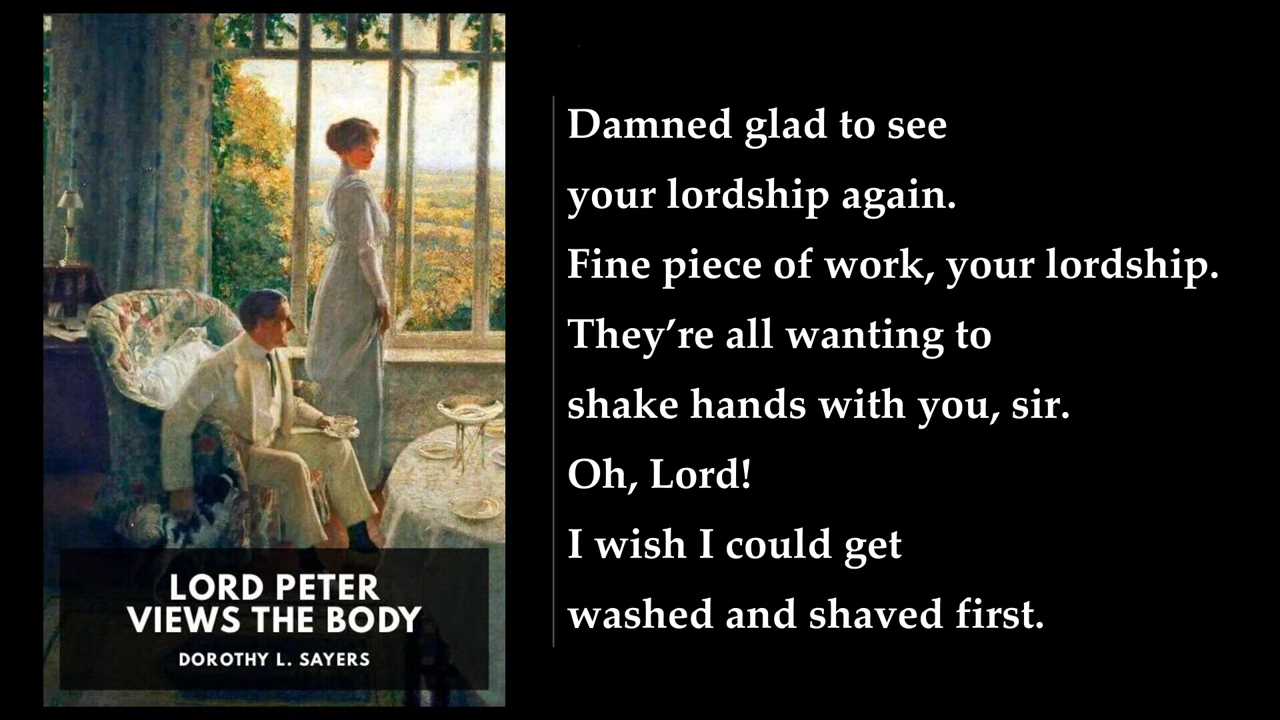 LORD PETER
VIEWS THE BODY
DOROTHY L. SAYERS
Damned glad to see
your lordship again.
Fine piece of work, your lordship.
They’re all wanting to
shake hands with you, sir.
Oh, Lord!
I wish I could get
washed and shaved first.